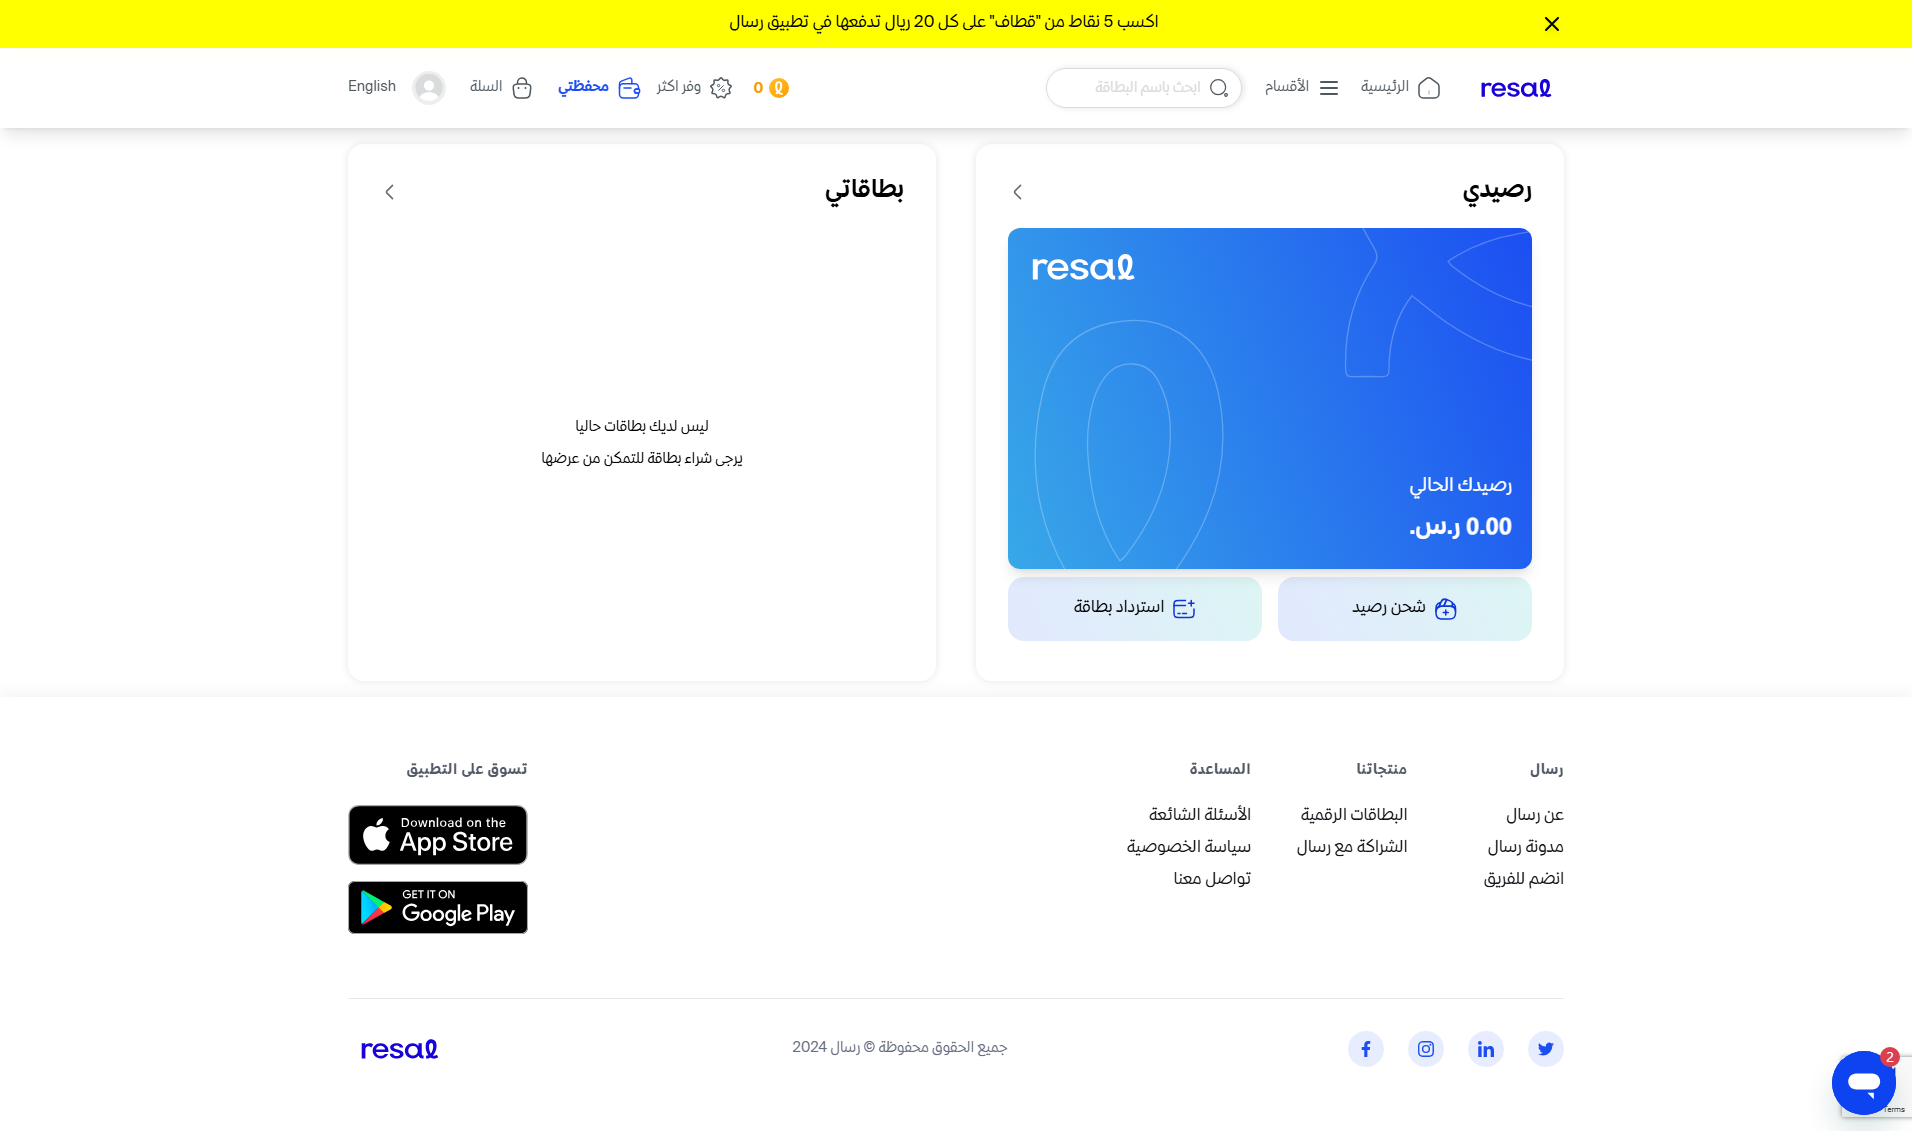 اكسب 5 نقاط من "قطاف" على كل 20 ريال تدفعها في تطبيق رسال
resal
الرئيسية
الأقسام
ابحث باسم البطاقة
0
وفر اكثر
محفظتي
السلة
English
رصيدي
resal
رصيدك الحالي
0.00 ر.س.
شحن رصيد
استرداد بطاقة
بطاقاتي
ليس لديك بطاقات حاليا
يرجى شراء بطاقة للتمكن من عرضها
رسال
عن رسال
مدونة رسال
انضم للفريق
منتجاتنا
البطاقات الرقمية
الشراكة مع رسال
المساعدة
الأسئلة الشائعة
سياسة الخصوصية
تواصل معنا
تسوق على التطبيق
Download on the
App Store
GET IT ON
Google Play
جميع الحقوق محفوظة © رسال 2024
resal
2
Terms